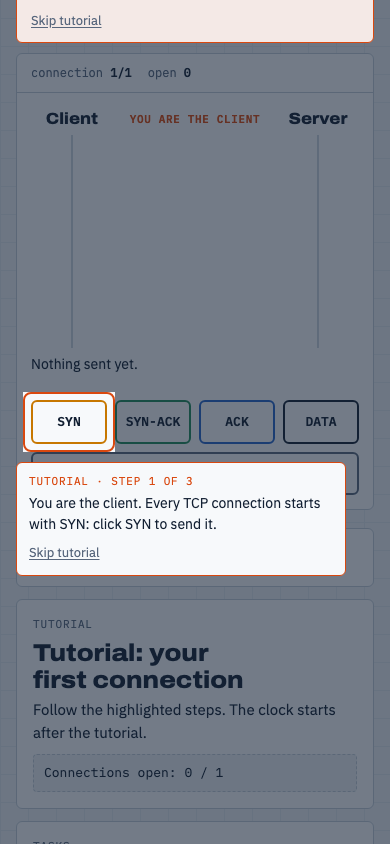 Skip tutorial
connection 1/1 open 0
Client YOU ARE THE CLIENT Server
Nothing sent yet.
SYN SYN-ACK ACK DATA
TUTORIAL · STEP 1 OF 3
You are the client. Every TCP connection starts
with SYN: click SYN to send it.
Skip tutorial
TUTORIAL
Tutorial: your
first connection
Follow the highlighted steps. The clock starts
after the tutorial.
Connections open: 0 / 1
TASKS